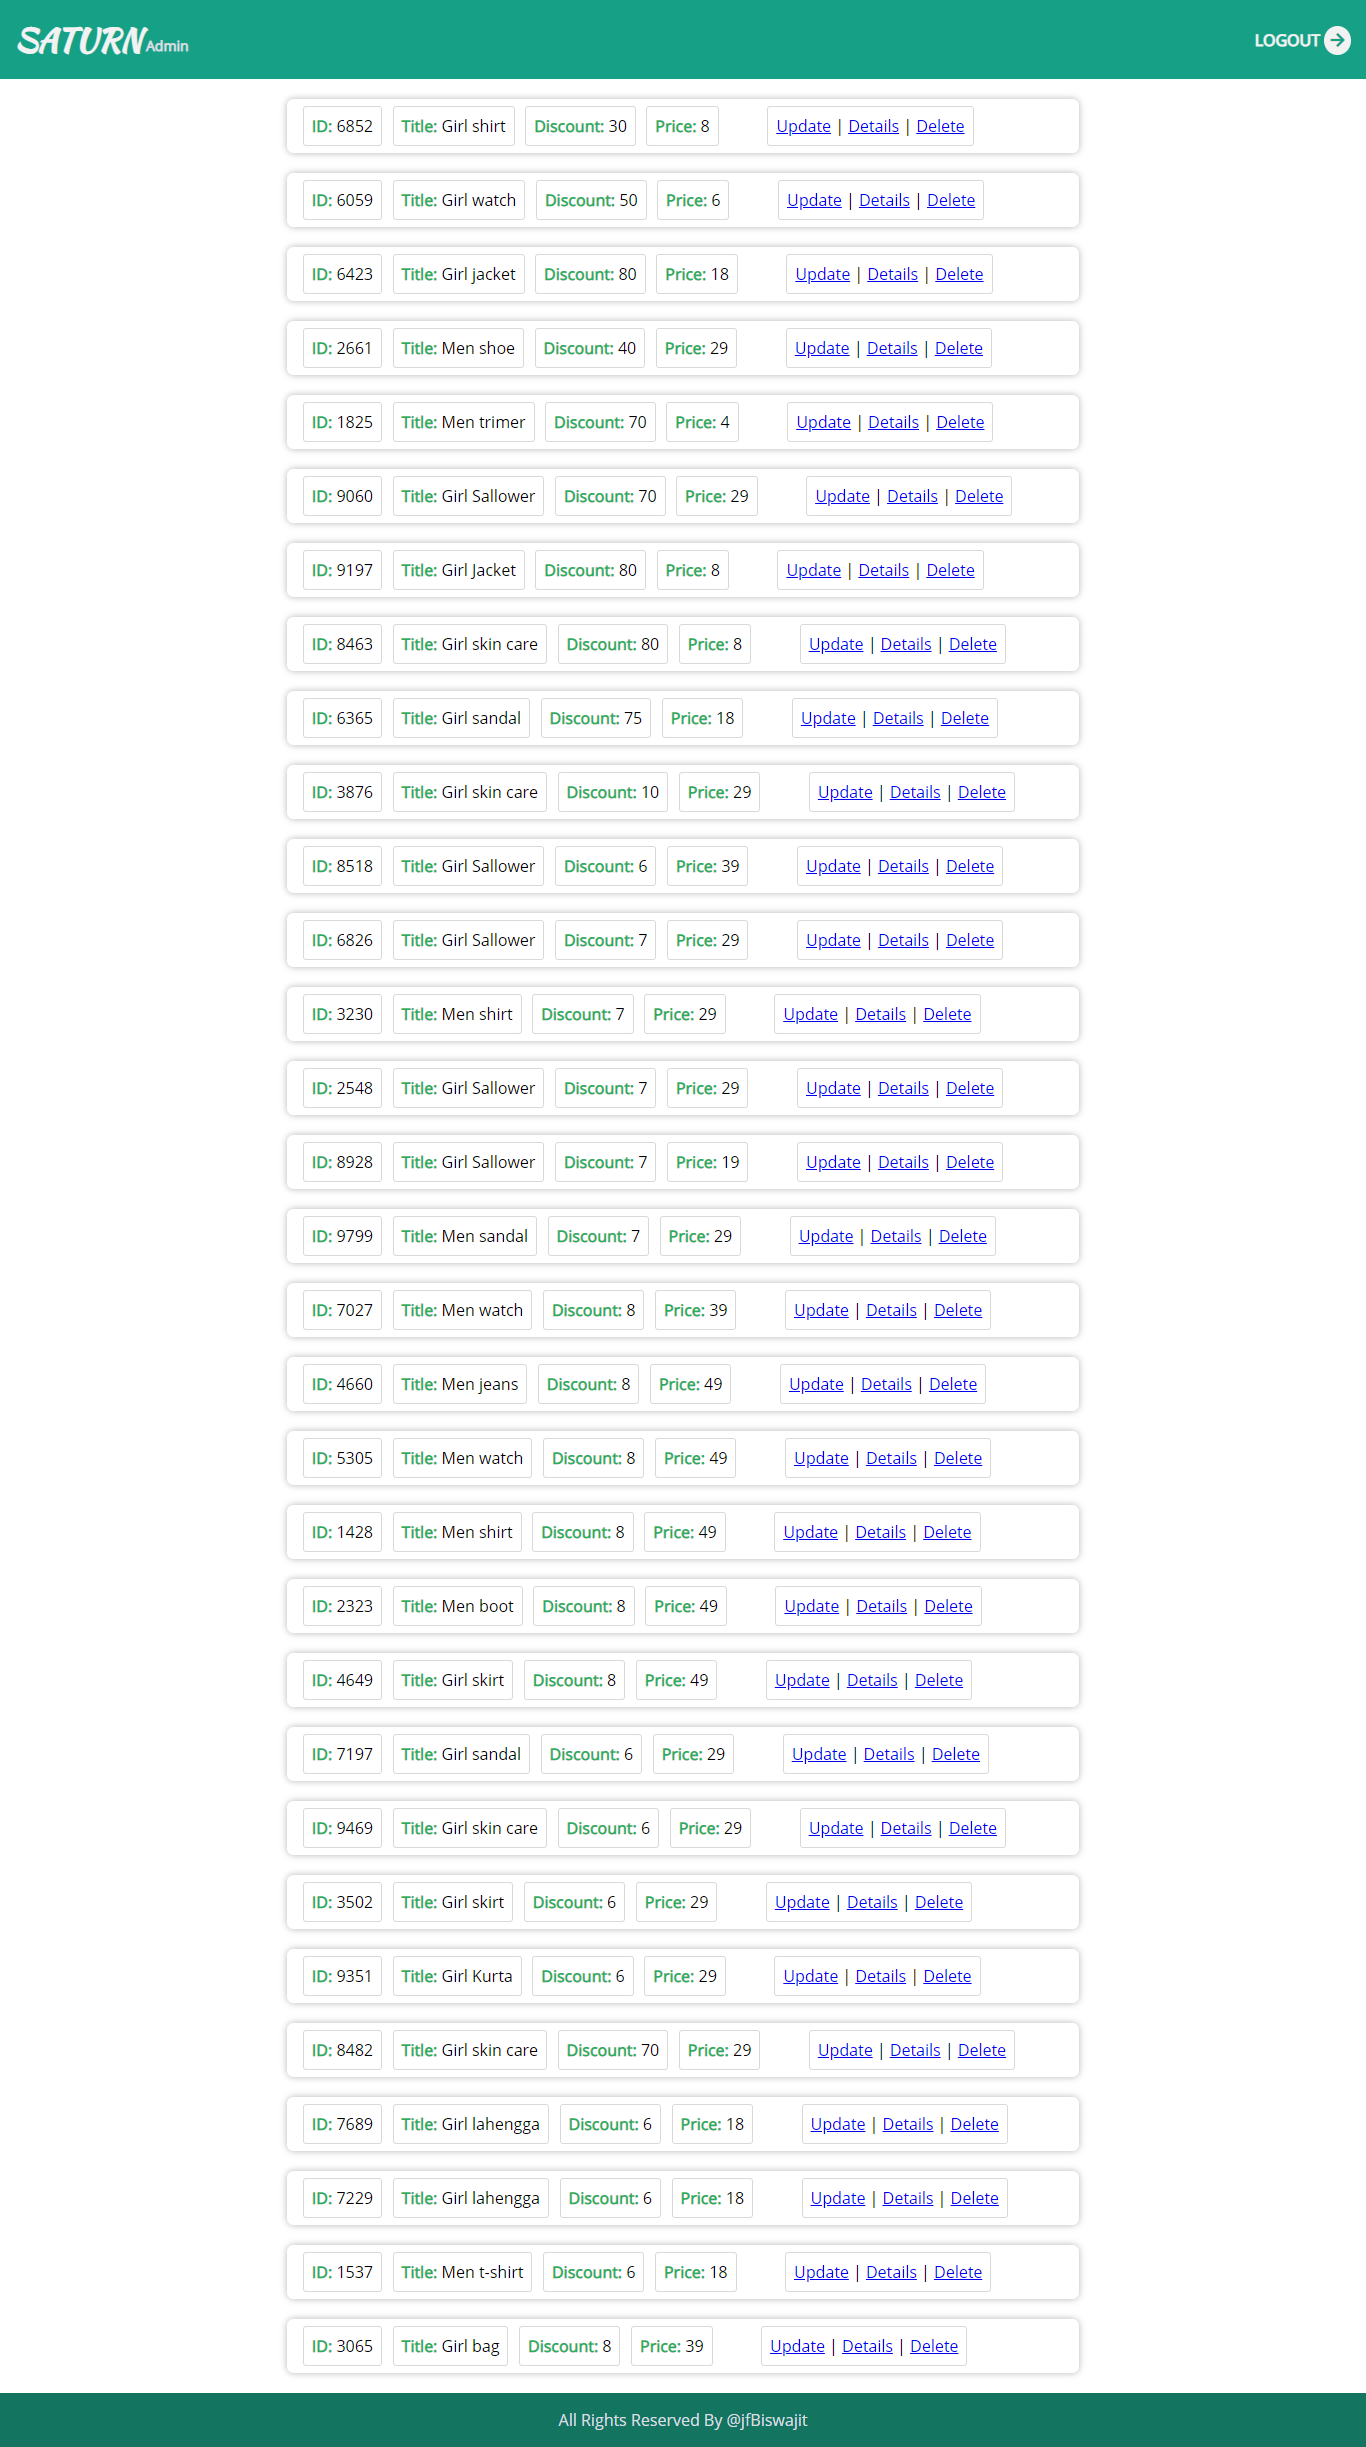 SATURN Admin LOGOUT
ID: 6852 Title: Girl shirt Discount: 30 Price: 8 Update | Details | Delete
ID: 6059 Title: Girl watch Discount: 50 Price: 6 Update | Details | Delete
ID: 6423 Title: Girl jacket Discount: 80 Price: 18 Update | Details | Delete
ID: 2661 Title: Men shoe Discount: 40 Price: 29 Update | Details | Delete
ID: 1825 Title: Men trimer Discount: 70 Price: 4 Update | Details | Delete
ID: 9060 Title: Girl Sallower Discount: 70 Price: 29 Update | Details | Delete
ID: 9197 Title: Girl Jacket Discount: 80 Price: 8 Update | Details | Delete
ID: 8463 Title: Girl skin care Discount: 80 Price: 8 Update | Details | Delete
ID: 6365 Title: Girl sandal Discount: 75 Price: 18 Update | Details | Delete
ID: 3876 Title: Girl skin care Discount: 10 Price: 29 Update | Details | Delete
ID: 8518 Title: Girl Sallower Discount: 6 Price: 39 Update | Details | Delete
ID: 6826 Title: Girl Sallower Discount: 7 Price: 29 Update | Details | Delete
ID: 3230 Title: Men shirt Discount: 7 Price: 29 Update | Details | Delete
ID: 2548 Title: Girl Sallower Discount: 7 Price: 29 Update | Details | Delete
ID: 8928 Title: Girl Sallower Discount: 7 Price: 19 Update | Details | Delete
ID: 9799 Title: Men sandal Discount: 7 Price: 29 Update | Details | Delete
ID: 7027 Title: Men watch Discount: 8 Price: 39 Update | Details | Delete
ID: 4660 Title: Men jeans Discount: 8 Price: 49 Update | Details | Delete
ID: 5305 Title: Men watch Discount: 8 Price: 49 Update | Details | Delete
ID: 1428 Title: Men shirt Discount: 8 Price: 49 Update | Details | Delete
ID: 2323 Title: Men boot Discount: 8 Price: 49 Update | Details | Delete
ID: 4649 Title: Girl skirt Discount: 8 Price: 49 Update | Details | Delete
ID: 7197 Title: Girl sandal Discount: 6 Price: 29 Update | Details | Delete
ID: 9469 Title: Girl skin care Discount: 6 Price: 29 Update | Details | Delete
ID: 3502 Title: Girl skirt Discount: 6 Price: 29 Update | Details | Delete
ID: 9351 Title: Girl Kurta Discount: 6 Price: 29 Update | Details | Delete
ID: 8482 Title: Girl skin care Discount: 70 Price: 29 Update | Details | Delete
ID: 7689 Title: Girl lahengga Discount: 6 Price: 18 Update | Details | Delete
ID: 7229 Title: Girl lahengga Discount: 6 Price: 18 Update | Details | Delete
ID: 1537 Title: Men t-shirt Discount: 6 Price: 18 Update | Details | Delete
ID: 3065 Title: Girl bag Discount: 8 Price: 39 Update | Details | Delete
All Rights Reserved By @jfBiswajit